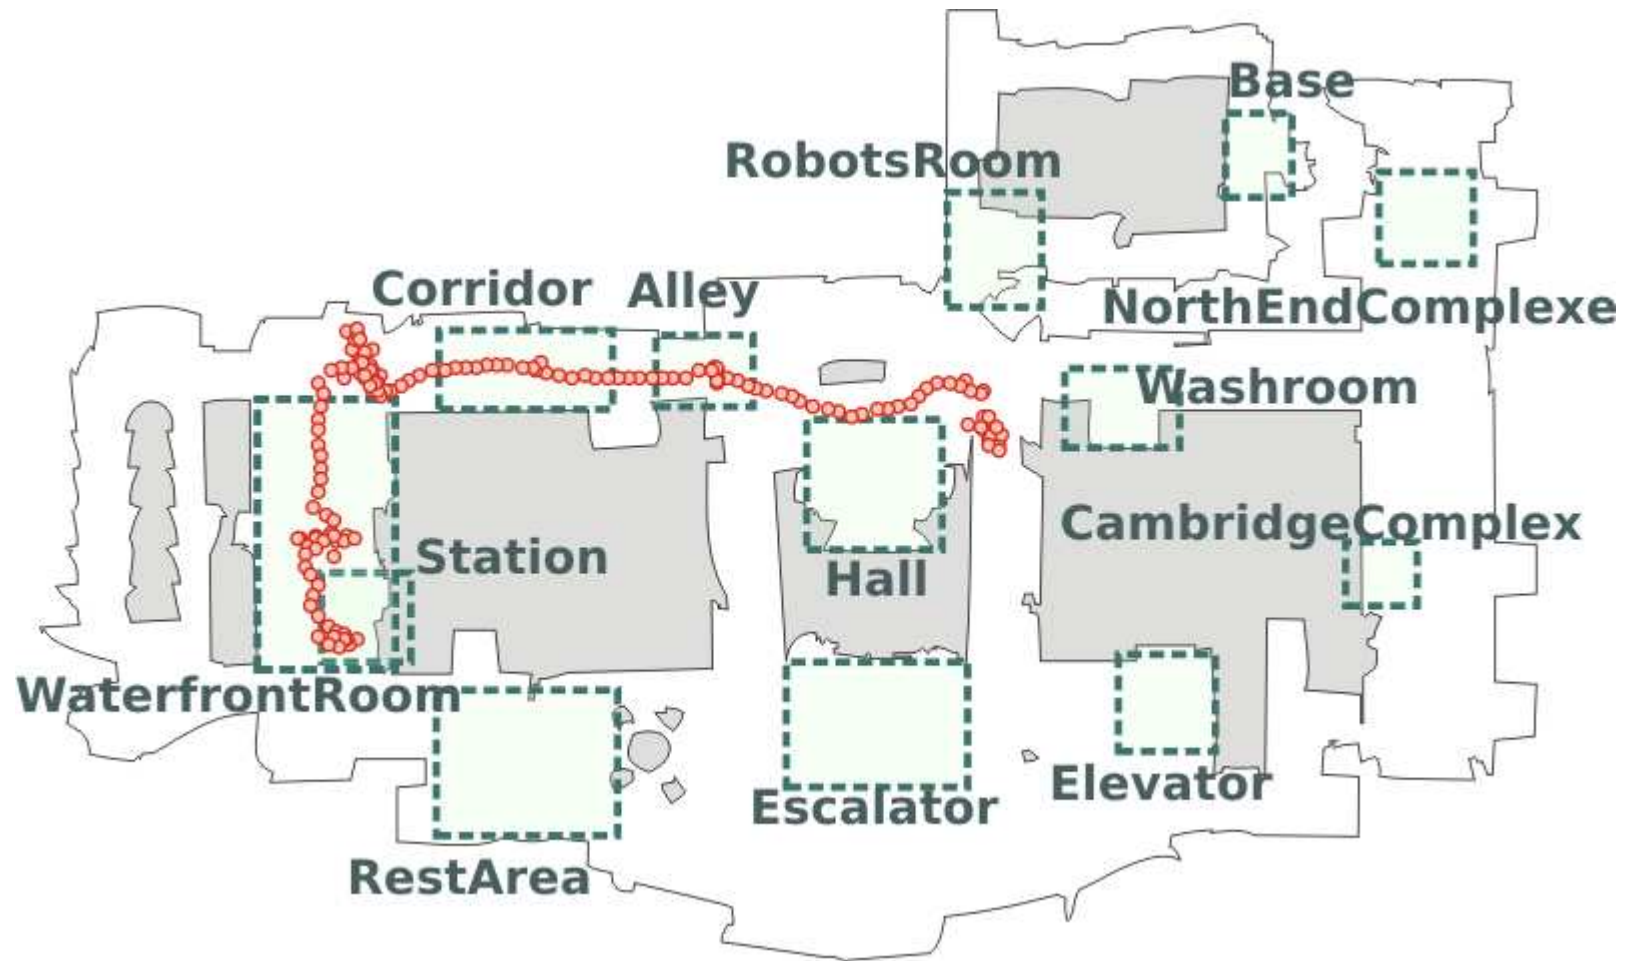 Base
RobotsRoom
Corridor
Alley
NorthEndComplexe
Washroom
CambridgeComplex
Station
Hall
WaterfrontRoom
Elevator
Escalator
RestArea